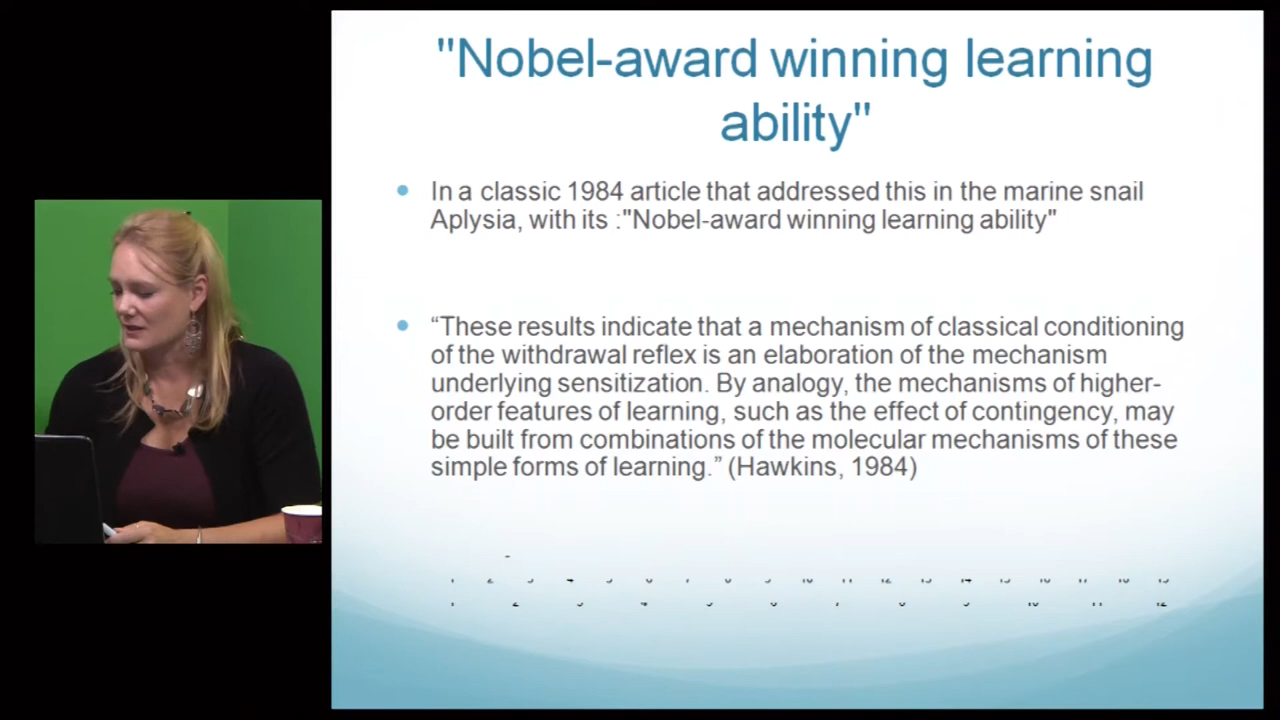 "Nobel-award winning learning
ability"
In a classic 1984 article that addressed this in the marine snail
Aplysia, with its :"Nobel-award winning learning ability"
“These results indicate that a mechanism of classical conditioning
of the withdrawal reflex is an elaboration of the mechanism
underlying sensitization. By analogy, the mechanisms of higher-
order features of learning, such as the effect of contingency, may
be built from combinations of the molecular mechanisms of these
simple forms of learning.” (Hawkins, 1984)